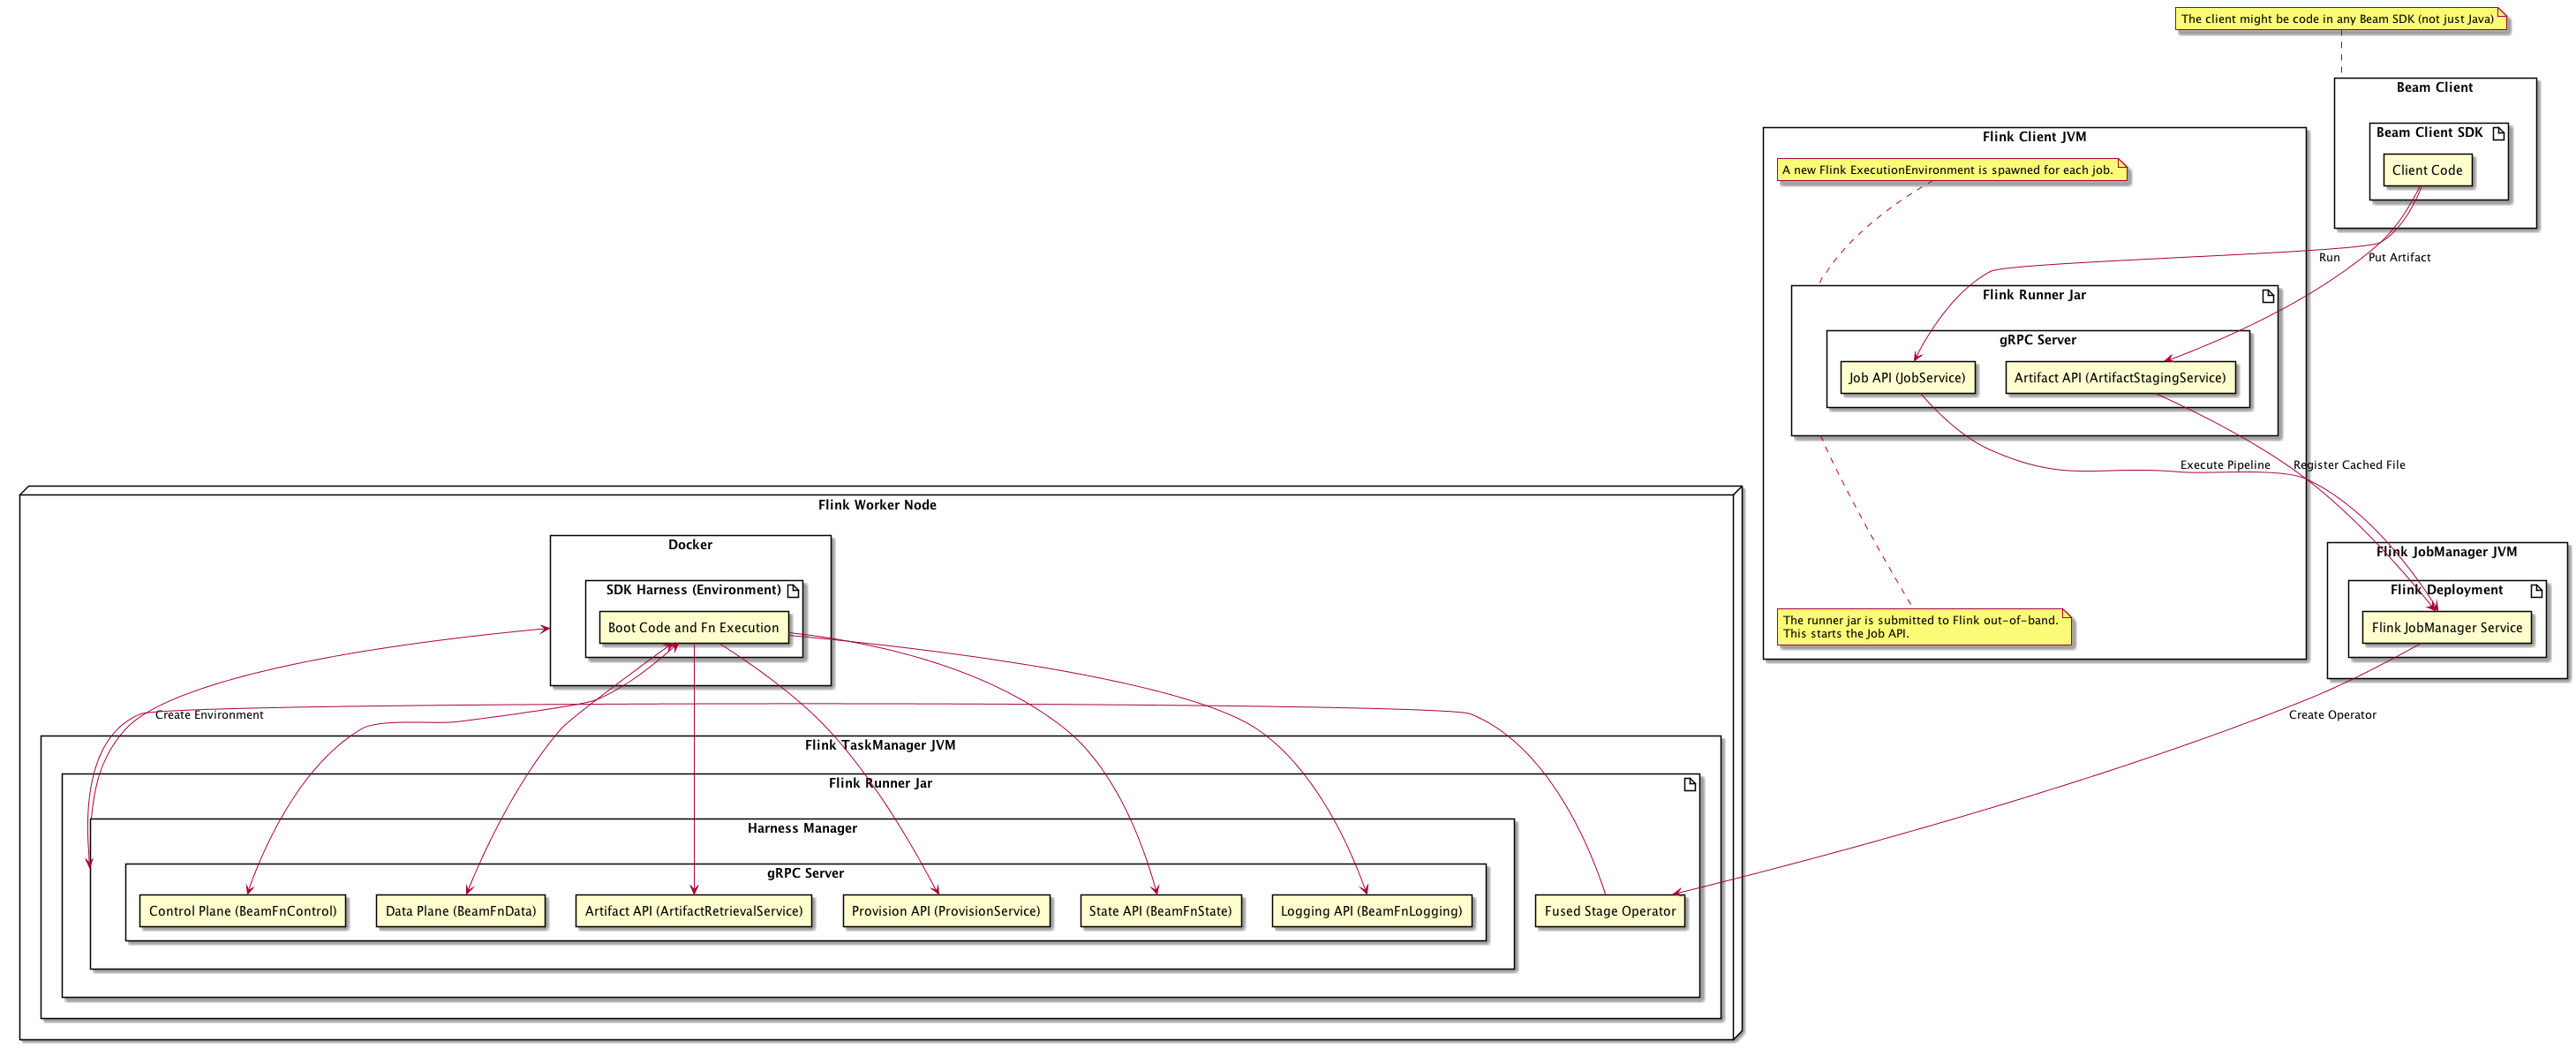 The client might be code in any Beam SDK (not just Java)
Beam Client
Beam Client SDK
Client Code
Flink Client JVM
A new Flink ExecutionEnvironment is spawned for each job.
Run
Put Artifact
Flink Runner Jar
gRPC Server
Job API (JobService)
Artifact API (ArtifactStagingService)
Execute Pipeline
Register Cached File
The runner jar is submitted to Flink out-of-band.
This starts the Job API.
Flink JobManager JVM
Flink Deployment
Flink JobManager Service
Create Operator
Flink Worker Node
Docker
SDK Harness (Environment)
Boot Code and Fn Execution
Create Environment
Flink TaskManager JVM
Flink Runner Jar
Harness Manager
gRPC Server
Control Plane (BeamFnControl)
Data Plane (BeamFnData)
Artifact API (ArtifactRetrievalService)
Provision API (ProvisionService)
State API (BeamFnState)
Logging API (BeamFnLogging)
Fused Stage Operator